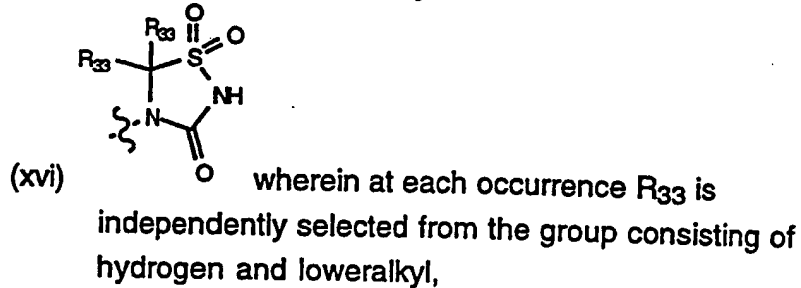 R33 O O
R33 S
NH
N
O
(xvi) wherein at each occurrence R33 is
independently selected from the group consisting of
hydrogen and loweralkyl,